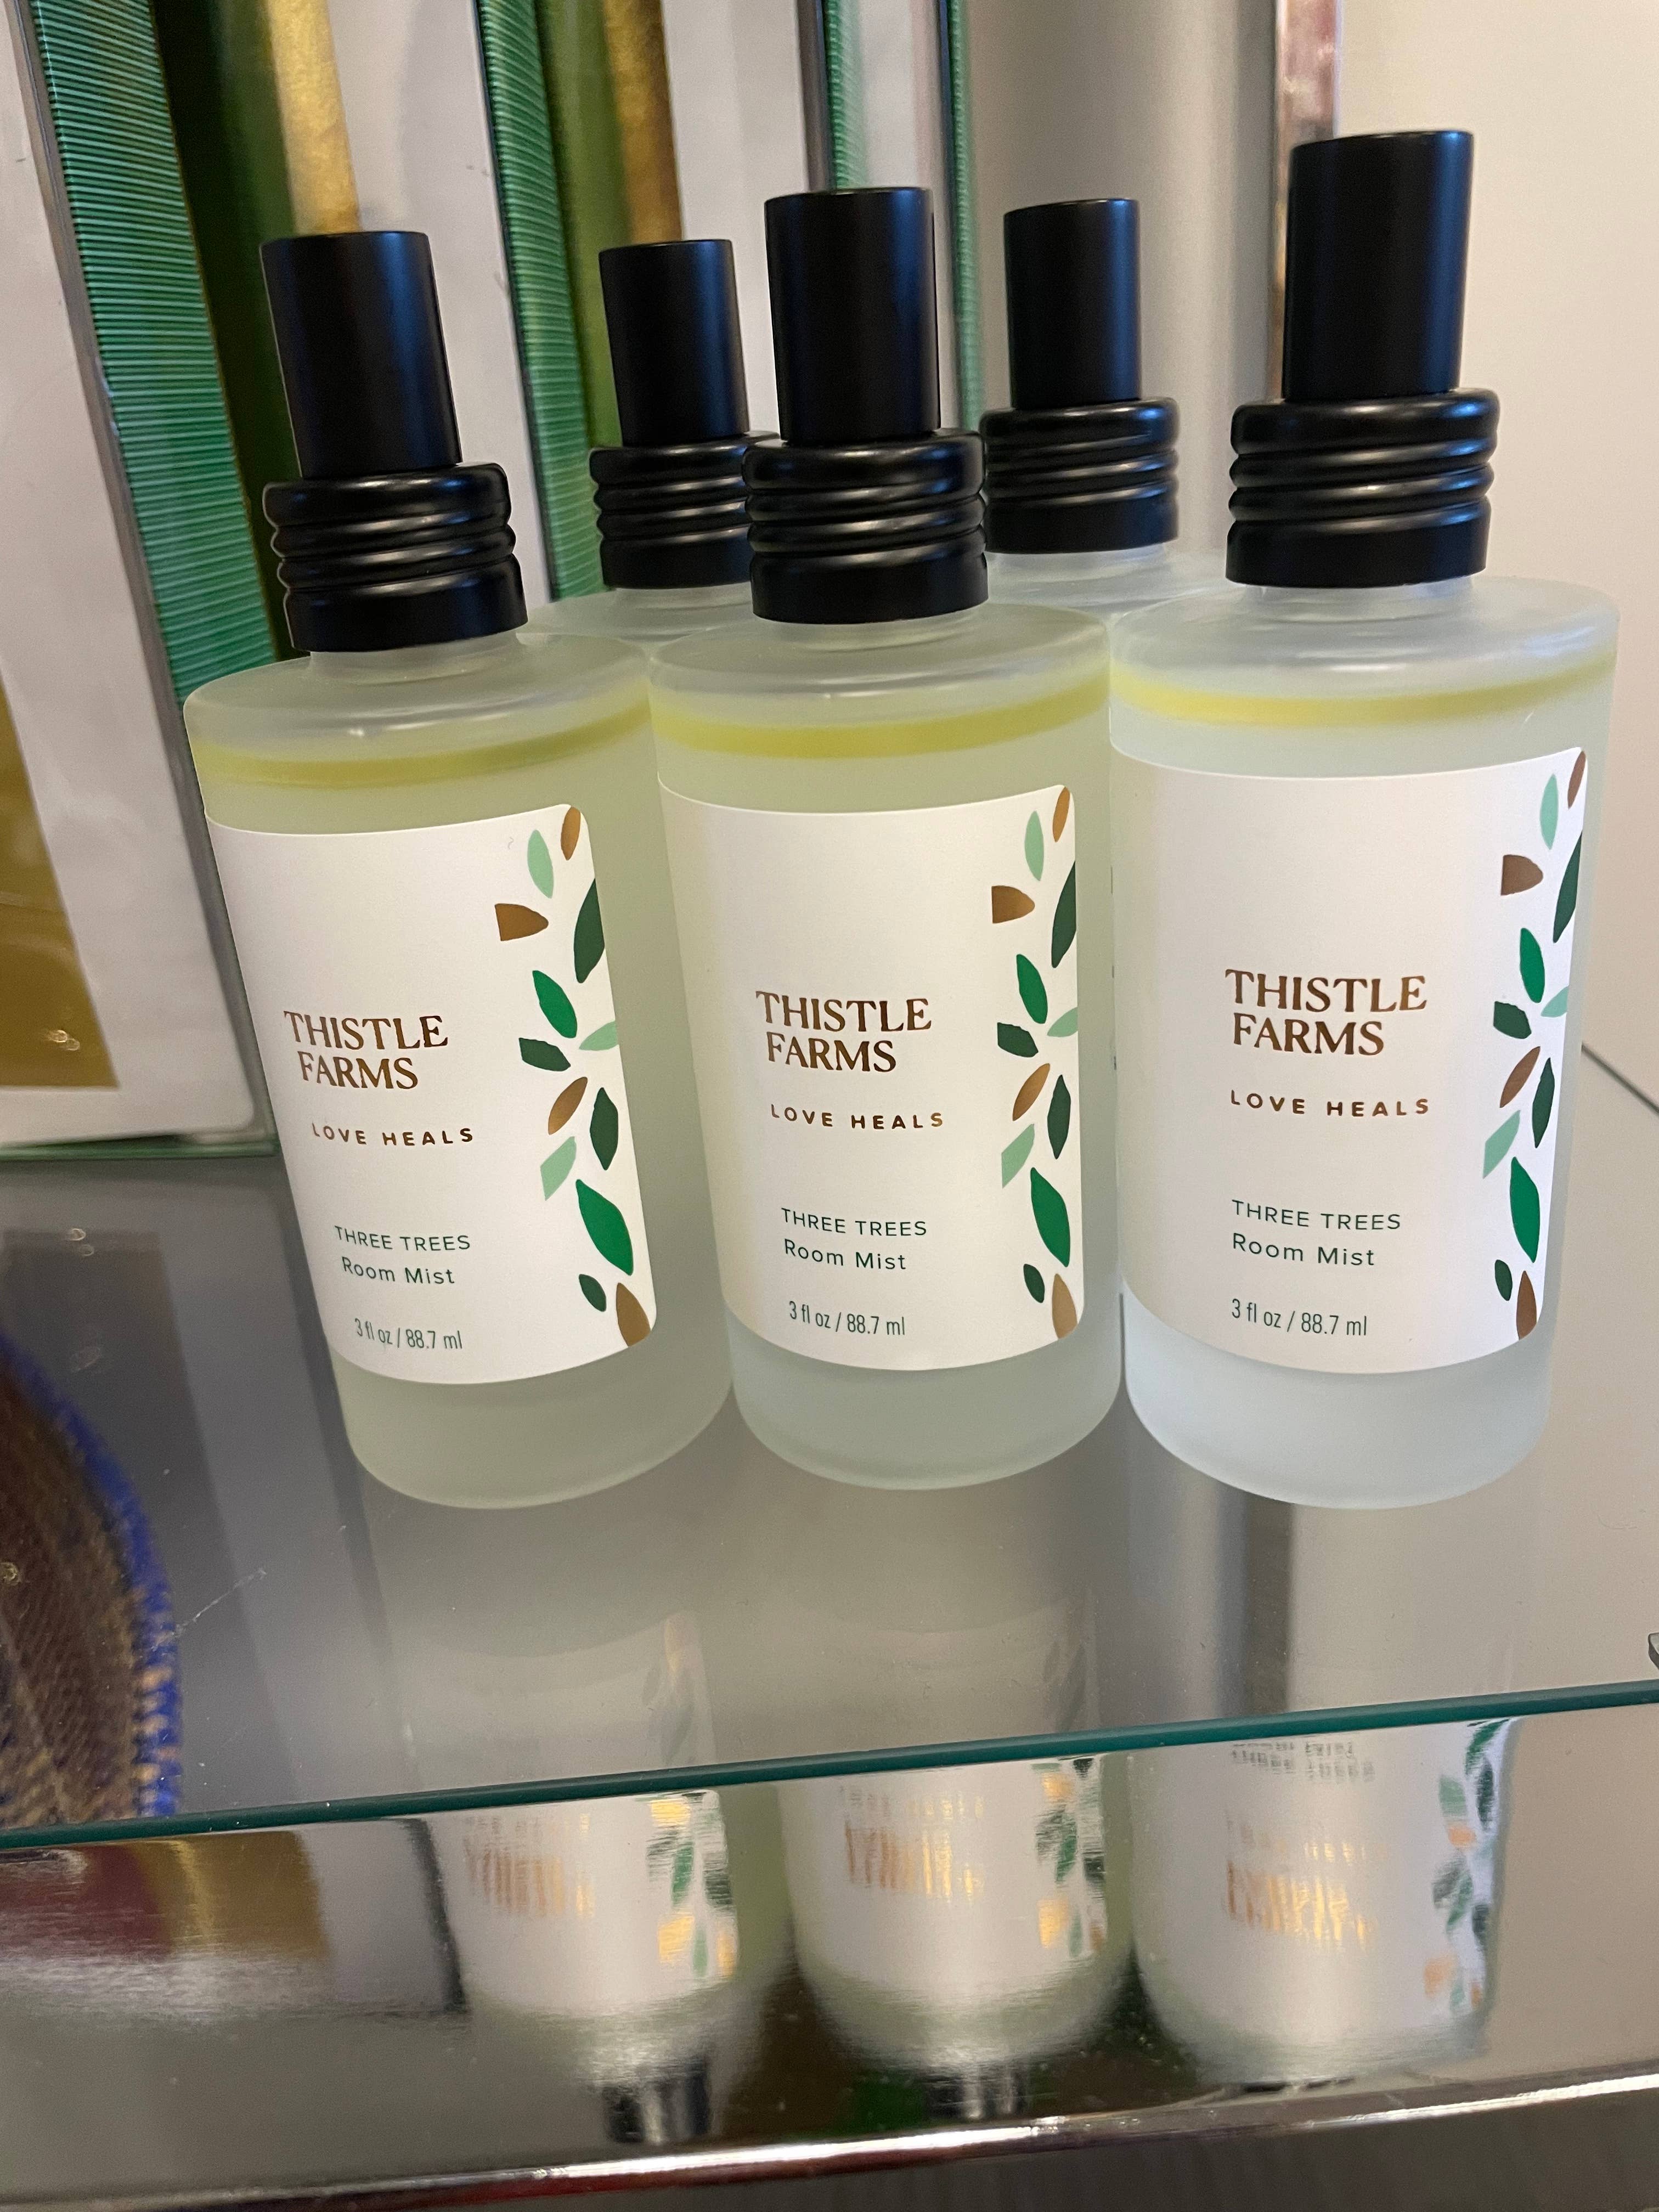 THISTLE
FARMS
LOVE HEALS
THREE TREES
Room Mist
3 fl oz / 88.7 ml
THISTLE
FARMS
LOVE HEALS
THREE TREES
Room Mist
3 fl oz / 88.7 ml
THISTLE
FARMS
LOVE HEALS
THREE TREES
Room Mist
3 fl oz / 88.7 ml